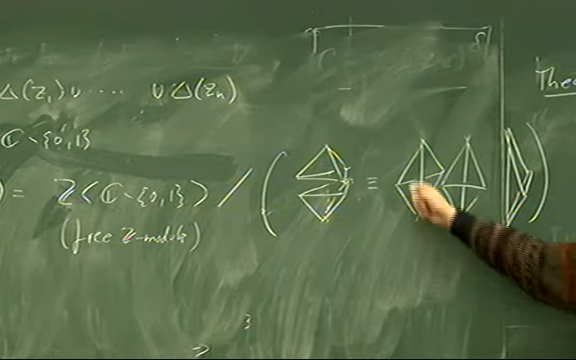 Δ(z₁) ∪ ···· ∪ Δ(zₙ)
Theo
ℂ∖{0,1}
) = ℤ<ℂ∖{0,1}> / ( ≡ )
(free ℤ-module)